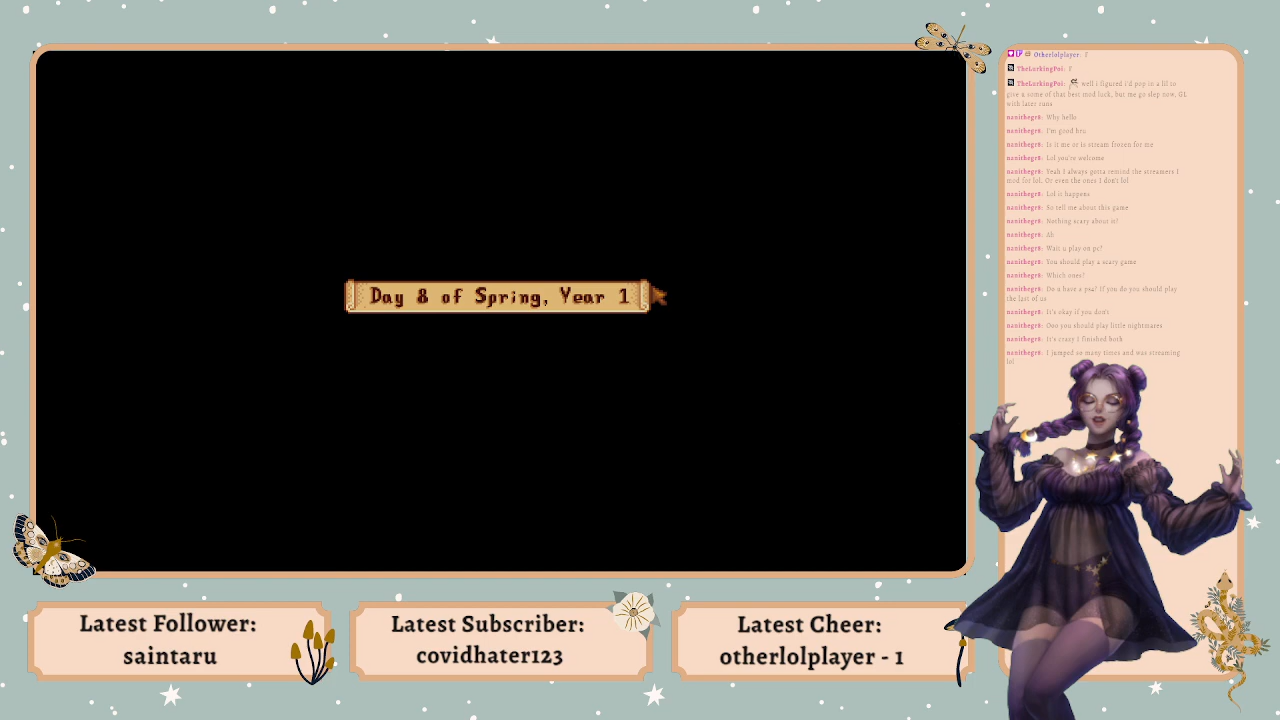 Day 8 of Spring, Year 1
Otherlolplayer: F
TheLurkingPoi: F
TheLurkingPoi: well i figured i'd pop in a lil to
give u some of that best mod luck, but me go slep now, GL
with later runs
nanithegr8: Why hello
nanithegr8: I'm good bru
nanithegr8: Is it me or is stream frozen for me
nanithegr8: Lol you're welcome
nanithegr8: Yeah I always gotta remind the streamers I
mod for lol. Or even the ones I don't lol
nanithegr8: Lol it happens
nanithegr8: So tell me about this game
nanithegr8: Nothing scary about it?
nanithegr8: Ah
nanithegr8: Wait u play on pc?
nanithegr8: You should play a scary game
nanithegr8: Which ones?
nanithegr8: Do u have a ps4? If you do you should play
the last of us
nanithegr8: It's okay if you don't
nanithegr8: Ooo you should play little nightmares
nanithegr8: It's crazy I finished both
nanithegr8: I jumped so many times and was streaming
lol
Latest Follower:
saintaru
Latest Subscriber:
covidhater123
Latest Cheer:
otherlolplayer - 1